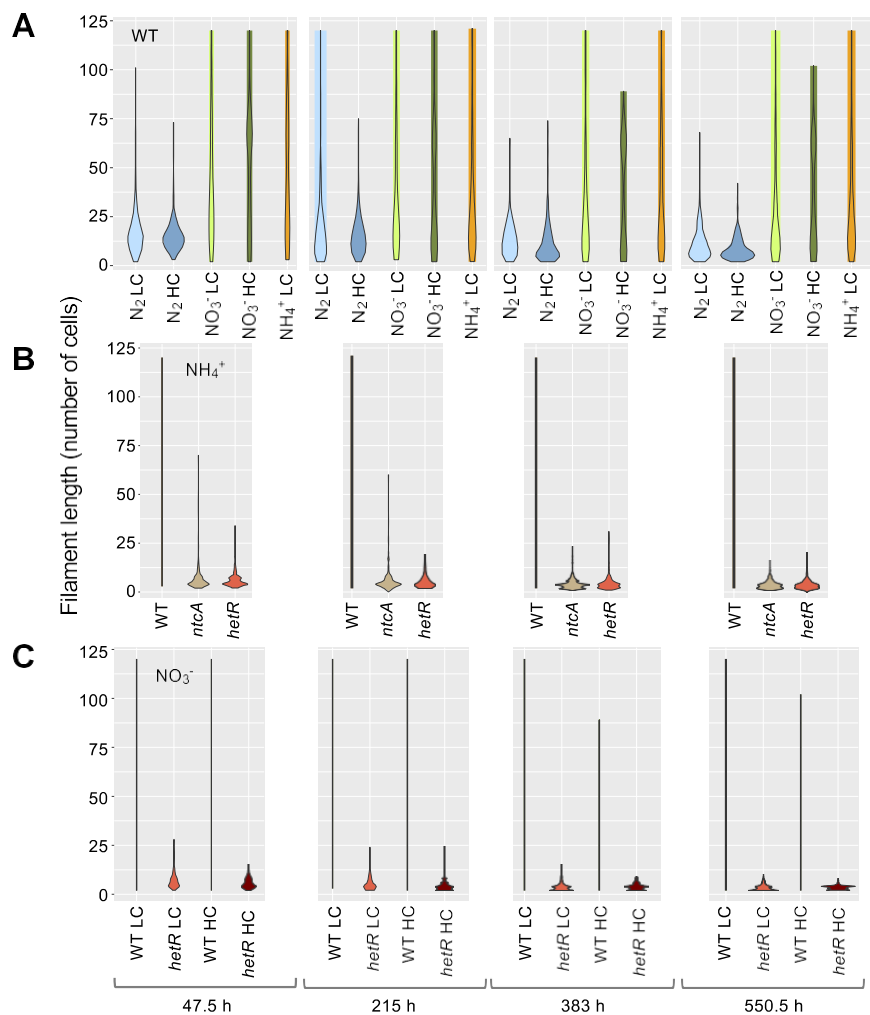 A
WT
125
100
75
50
25
0
N2 LC
N2 HC
NO3- LC
NO3- HC
NH4+ LC
N2 LC
N2 HC
NO3- LC
NO3- HC
NH4+ LC
N2 LC
N2 HC
NO3- LC
NO3- HC
NH4+ LC
N2 LC
N2 HC
NO3- LC
NO3- HC
NH4+ LC
Filament length (number of cells)
B
NH4+
125
100
75
50
25
0
WT
ntcA
hetR
WT
ntcA
hetR
WT
ntcA
hetR
WT
ntcA
hetR
C
NO3-
125
100
75
50
25
0
WT LC
hetR LC
WT HC
hetR HC
WT LC
hetR LC
WT HC
hetR HC
WT LC
hetR LC
WT HC
hetR HC
WT LC
hetR LC
WT HC
hetR HC
47.5 h
215 h
383 h
550.5 h